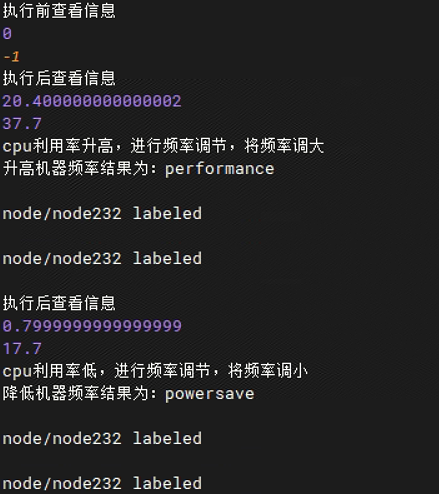 执行前查看信息
0
-1
执行后查看信息
20.400000000000002
37.7
cpu利用率升高，进行频率调节，将频率调大
升高机器频率结果为：performance
node/node232 labeled
node/node232 labeled
执行后查看信息
0.7999999999999999
17.7
cpu利用率低，进行频率调节，将频率调小
降低机器频率结果为：powersave
node/node232 labeled
node/node232 labeled